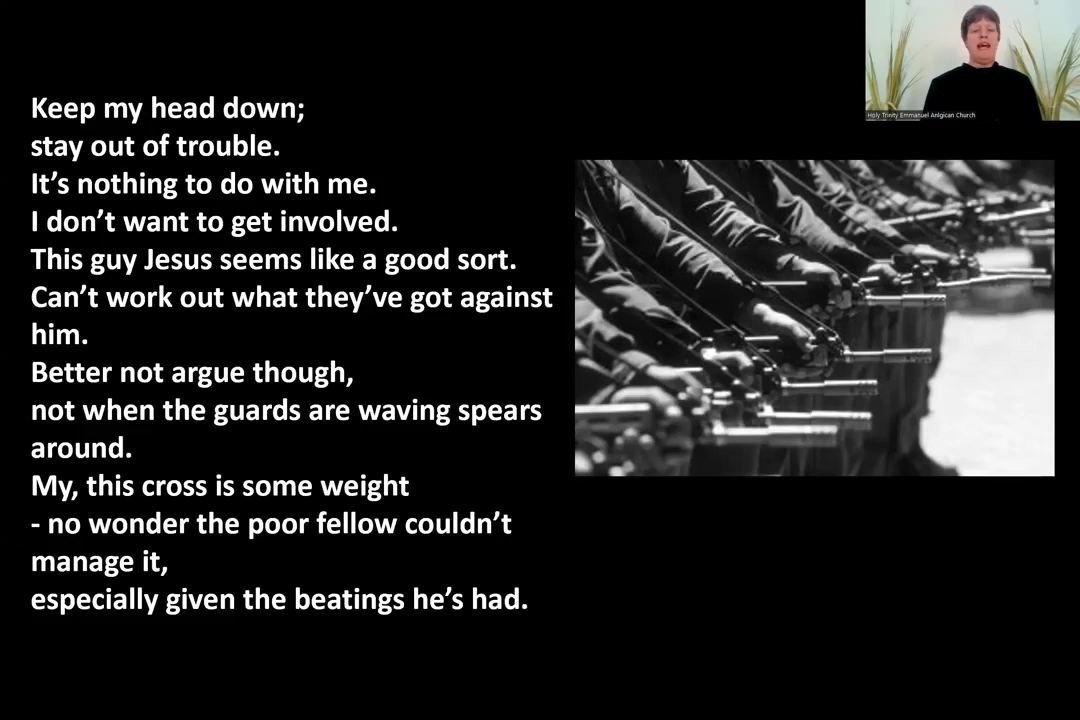 Keep my head down;
stay out of trouble.
It’s nothing to do with me.
I don’t want to get involved.
This guy Jesus seems like a good sort.
Can’t work out what they’ve got against
him.
Better not argue though,
not when the guards are waving spears
around.
My, this cross is some weight
- no wonder the poor fellow couldn’t
manage it,
especially given the beatings he’s had.
Holy Trinity Emmanuel Anlgican Church